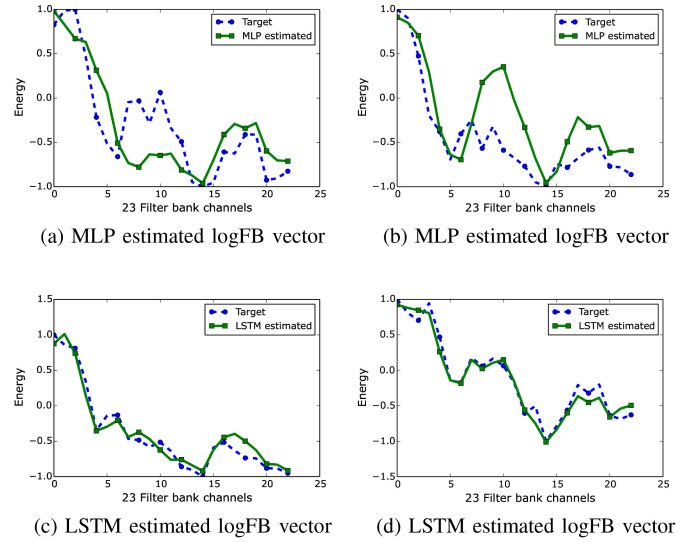 1.0
0.5
0.0
−0.5
−1.0
Energy
Target
MLP estimated
0 5 10 15 20 25
23 Filter bank channels
(a) MLP estimated logFB vector
1.0
0.5
0.0
−0.5
−1.0
Energy
Target
MLP estimated
0 5 10 15 20 25
23 Filter bank channels
(b) MLP estimated logFB vector
1.5
1.0
0.5
0.0
−0.5
−1.0
Energy
Target
LSTM estimated
0 5 10 15 20 25
23 Filter bank channels
(c) LSTM estimated logFB vector
1.0
0.5
0.0
−0.5
−1.0
−1.5
Energy
Target
LSTM estimated
0 5 10 15 20 25
23 Filter bank channels
(d) LSTM estimated logFB vector